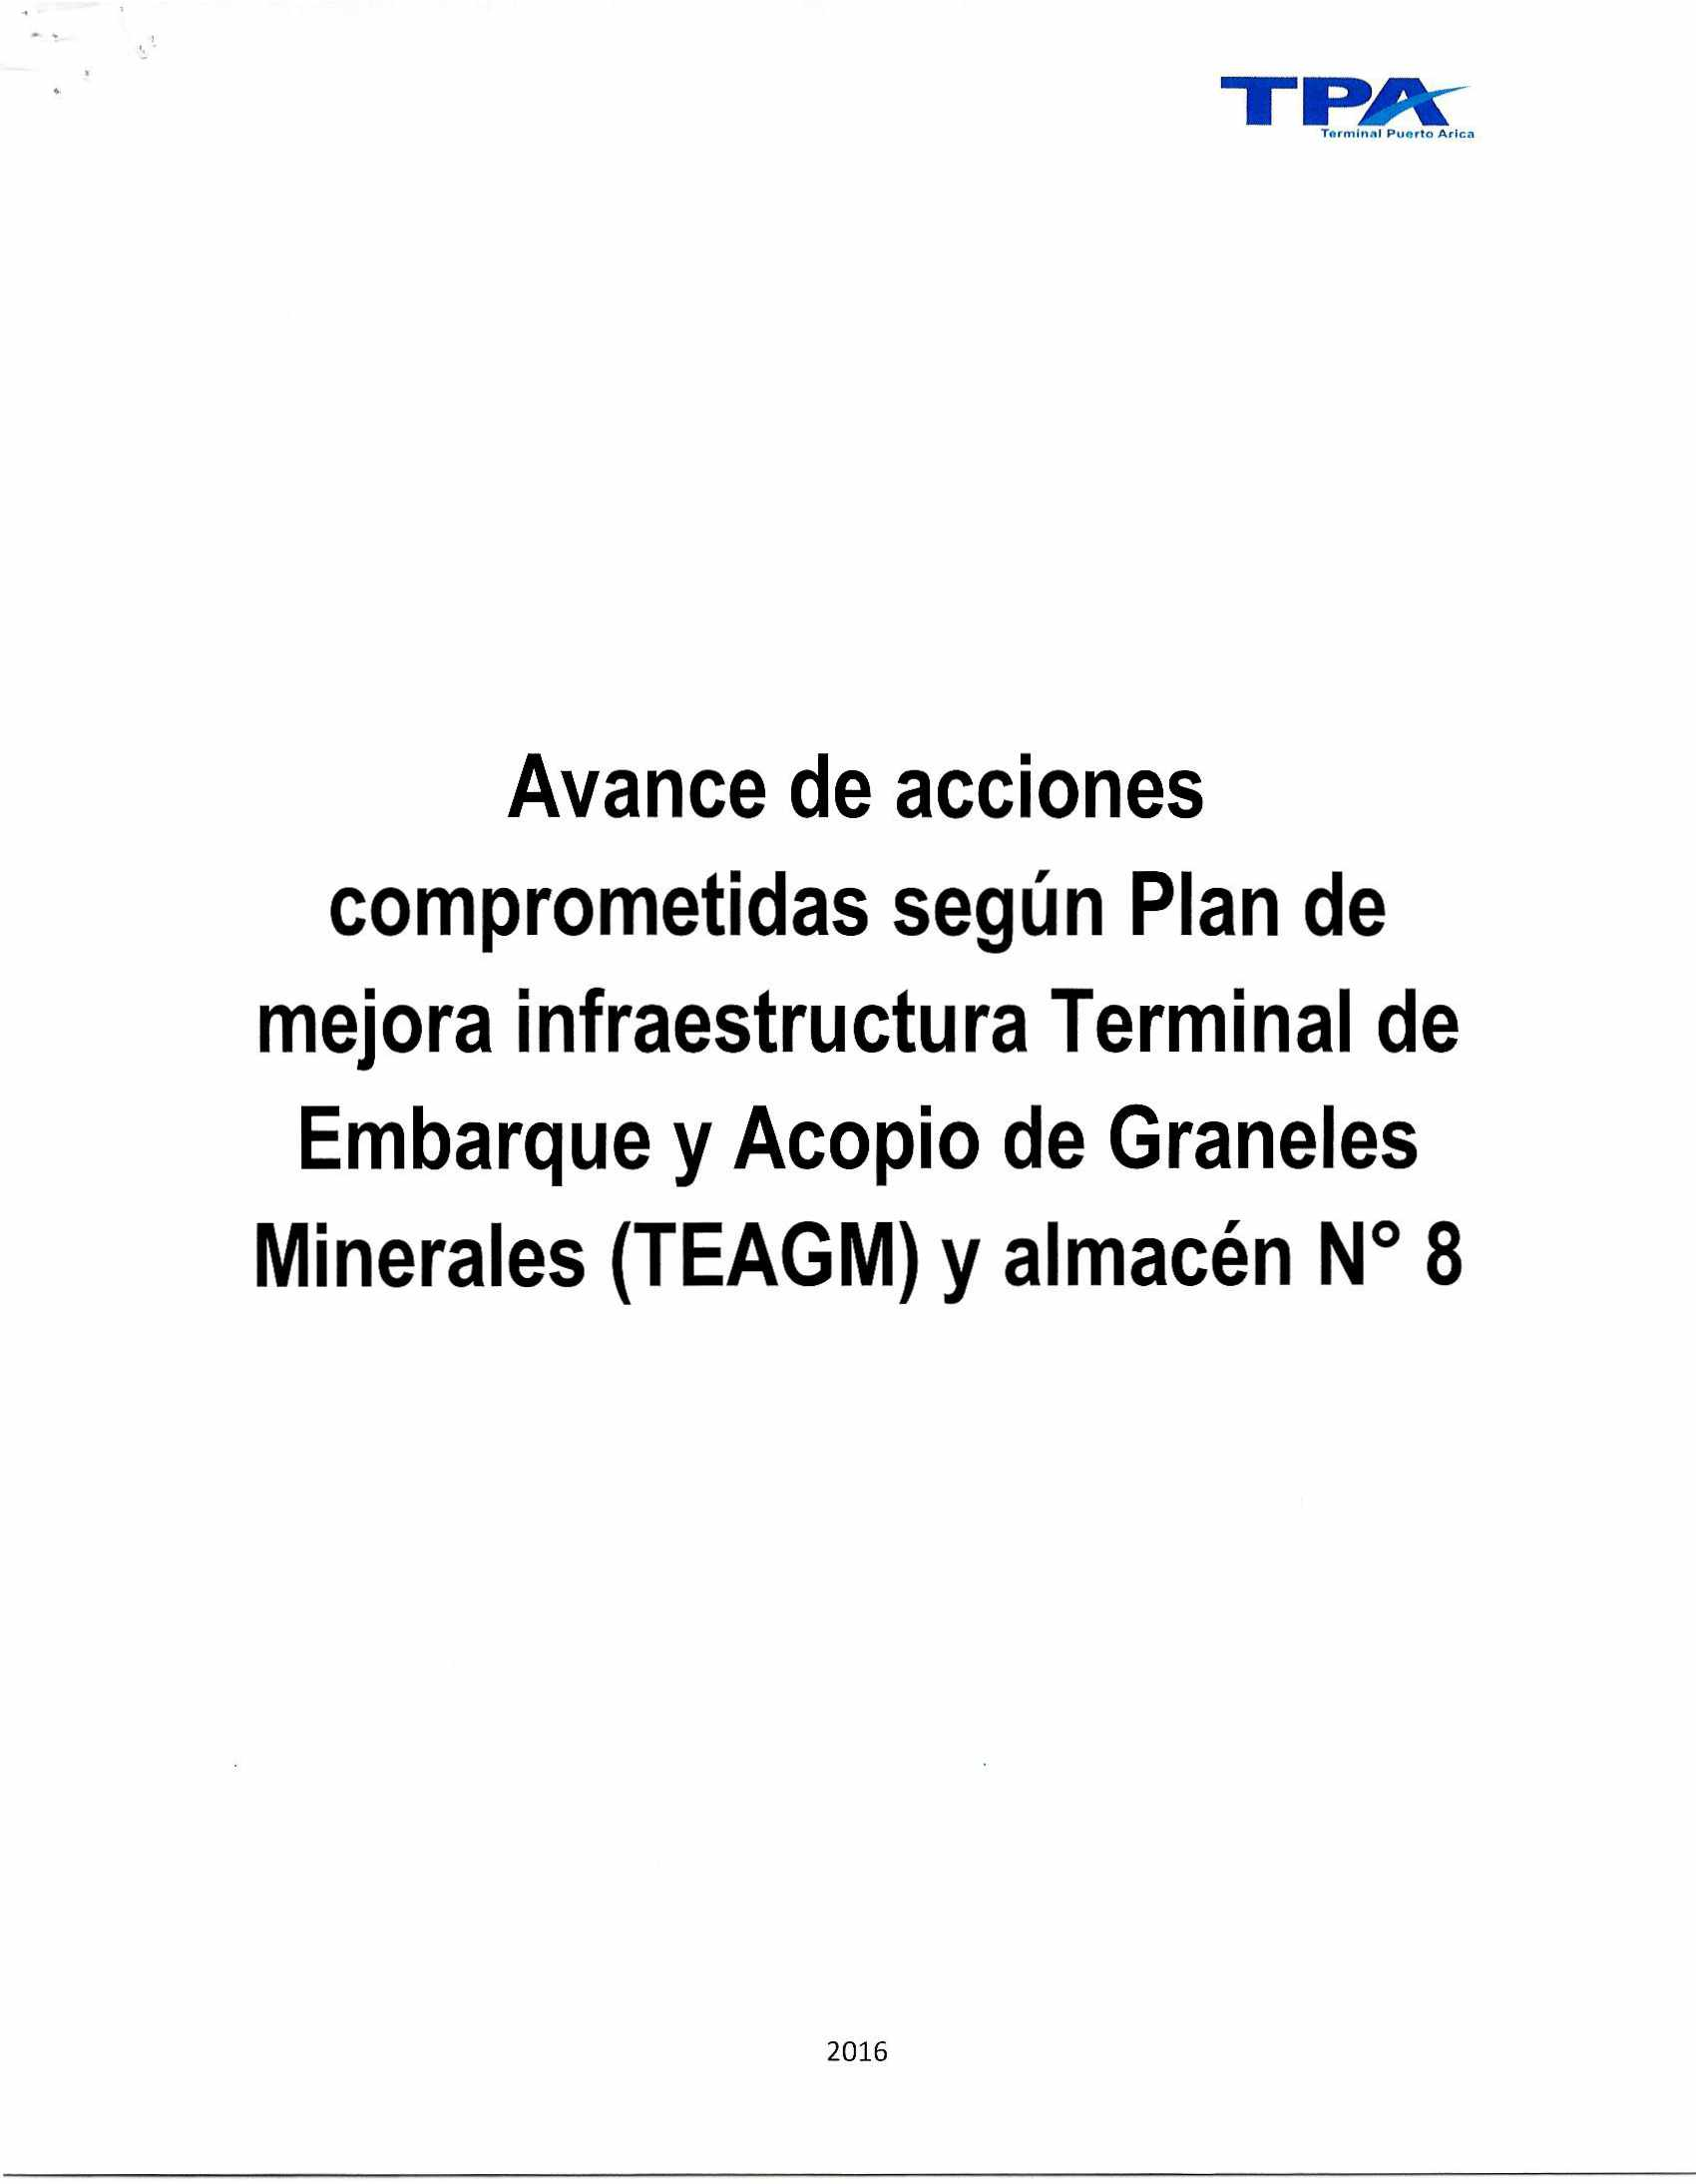 TPA
Terminal Puerto Arica
Avance de acciones
comprometidas según Plan de
mejora infraestructura Terminal de
Embarque y Acopio de Graneles
Minerales (TEAGM) y almacén N° 8
2016